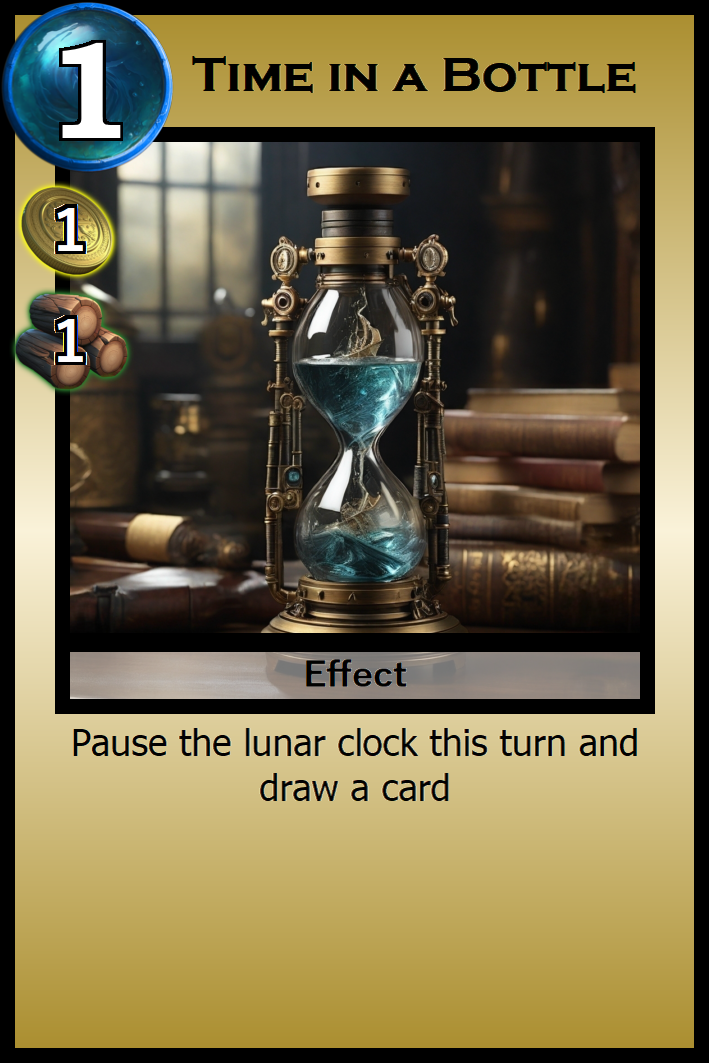 1
Time in a Bottle
1
1
Effect
Pause the lunar clock this turn and
draw a card